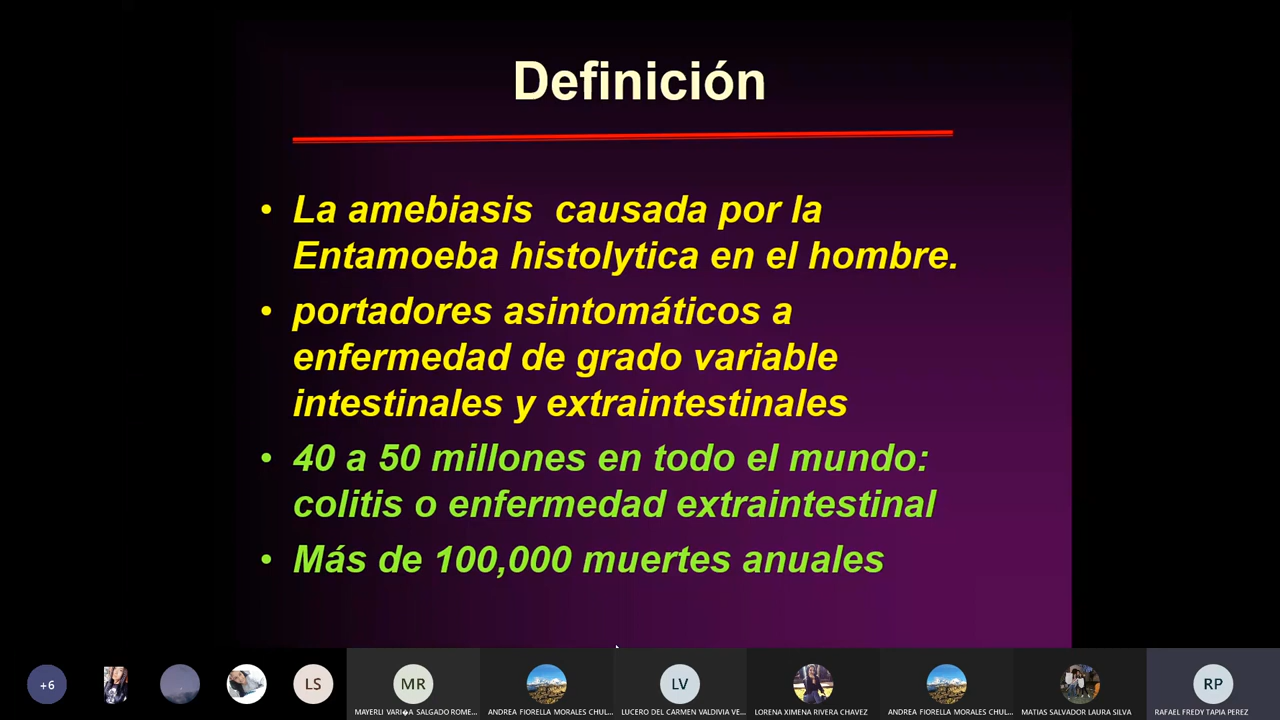 Definición
• La amebiasis causada por la
Entamoeba histolytica en el hombre.
• portadores asintomáticos a
enfermedad de grado variable
intestinales y extraintestinales
• 40 a 50 millones en todo el mundo:
colitis o enfermedad extraintestinal
• Más de 100,000 muertes anuales
+6
LS
MR
LV
RP
MAYERLI VARI�A SALGADO ROME...
ANDREA FIORELLA MORALES CHUL...
LUCERO DEL CARMEN VALDIVIA VE...
LORENA XIMENA RIVERA CHAVEZ
ANDREA FIORELLA MORALES CHUL...
MATIAS SALVADOR LAURA SILVA
RAFAEL FREDY TAPIA PEREZ